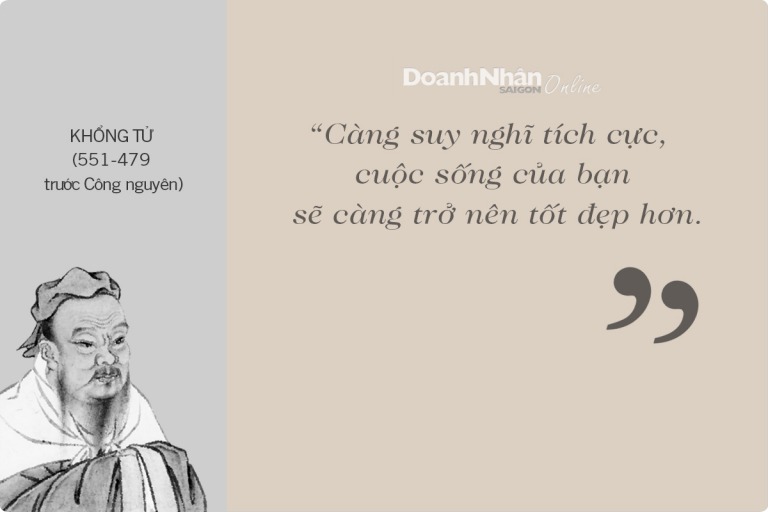 DoanhNhân
SAIGON Online
KHỔNG TỬ
(551-479
trước Công nguyên)
“Càng suy nghĩ tích cực,
cuộc sống của bạn
sẽ càng trở nên tốt đẹp hơn.
”